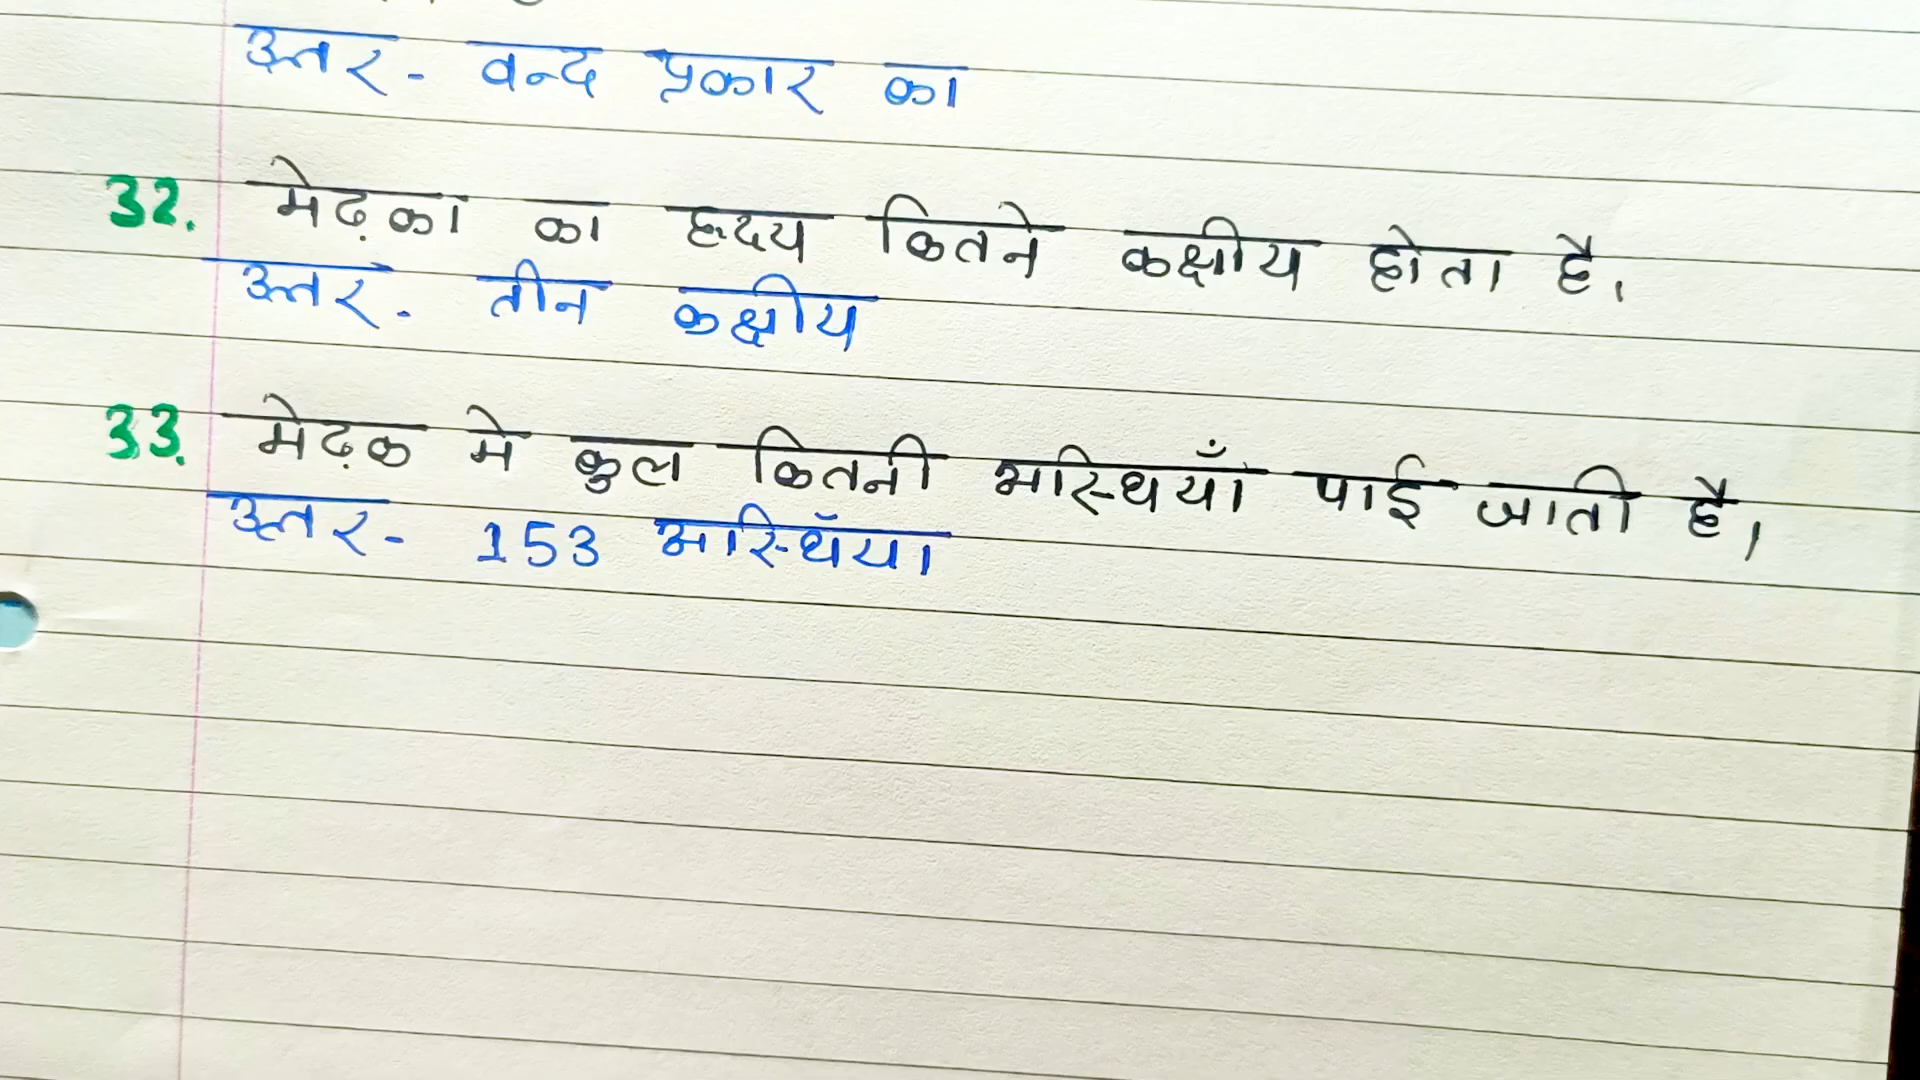 उत्तर - वन्द प्रकार का
32. मेढ़का का हृदय कितने कक्षीय होता है।
उत्तर - तीन कक्षीय
33. मेढ़क मे कुल कितनी अस्थियाँ पाई जाती है।
उत्तर - 153 अस्थिँया